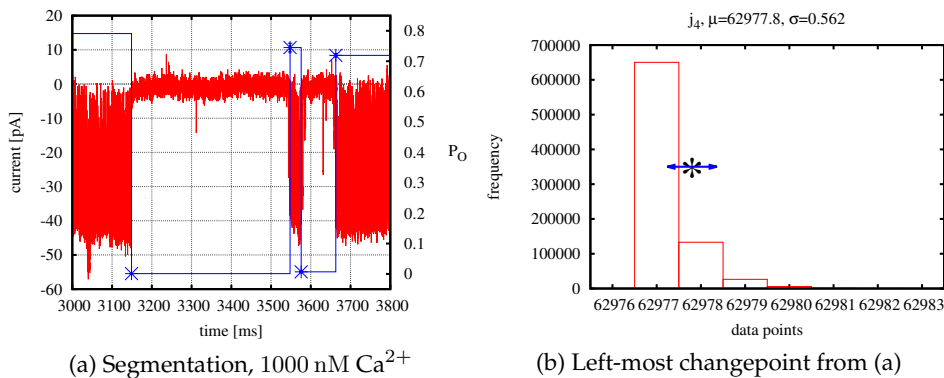 j₄, μ=62977.8, σ=0.562
20
10
0
-10
-20
-30
-40
-50
-60
current [pA]
0.8
0.7
0.6
0.5
0.4
0.3
0.2
0.1
0
P_O
3000 3100 3200 3300 3400 3500 3600 3700 3800
time [ms]
700000
600000
500000
400000
300000
200000
100000
0
frequency
62976 62977 62978 62979 62980 62981 62982 62983
data points
(a) Segmentation, 1000 nM Ca²⁺
(b) Left-most changepoint from (a)